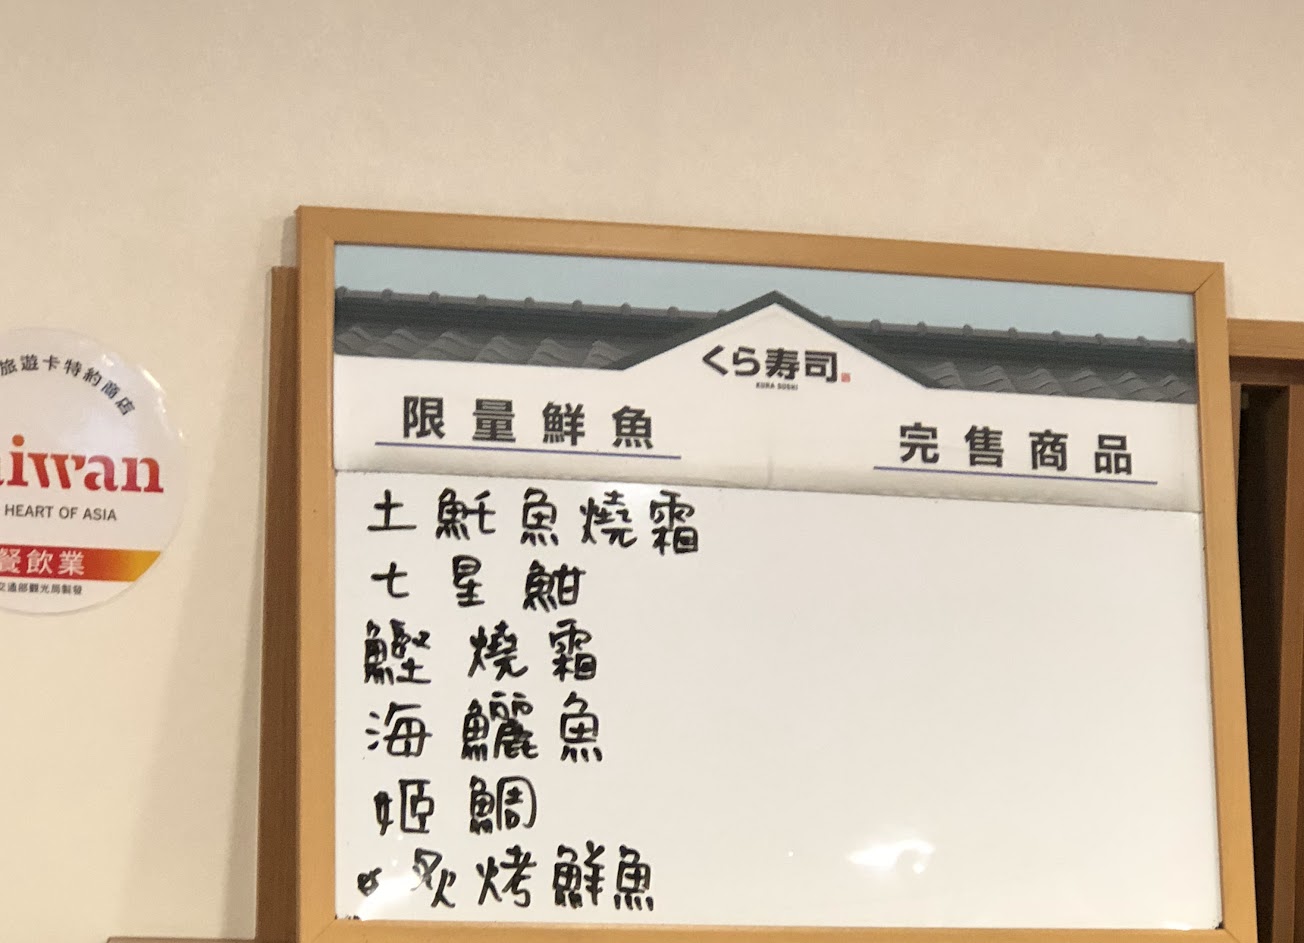 旅遊卡特約商店
aiwan
HEART OF ASIA
餐飲業
交通部觀光局製發
くら寿司
KURA SUSHI
限量鮮魚
完售商品
土魠魚燒霜
七星魽
鰹燒霜
海鱺魚
姬鯛
炙烤鮮魚